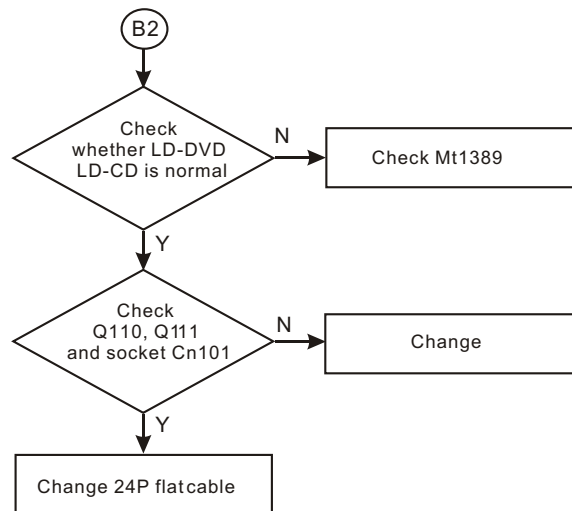 B2
Check
whether LD-DVD
LD-CD is normal
N
Check Mt1389
Y
Check
Q110, Q111
and socket Cn101
N
Change
Y
Change 24P flatcable